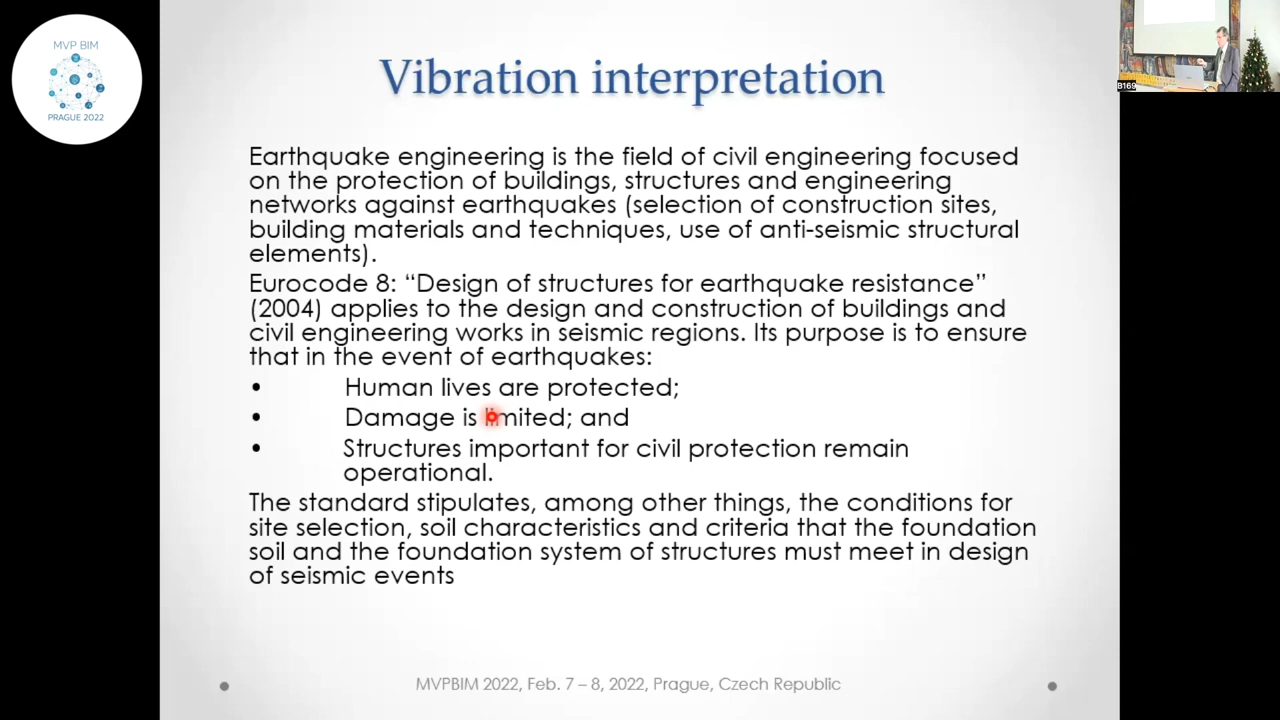 MVP BIM
PRAGUE 2022
B169
Vibration interpretation
Earthquake engineering is the field of civil engineering focused
on the protection of buildings, structures and engineering
networks against earthquakes (selection of construction sites,
building materials and techniques, use of anti-seismic structural
elements).
Eurocode 8: “Design of structures for earthquake resistance”
(2004) applies to the design and construction of buildings and
civil engineering works in seismic regions. Its purpose is to ensure
that in the event of earthquakes:
• Human lives are protected;
• Damage is limited; and
• Structures important for civil protection remain
operational.
The standard stipulates, among other things, the conditions for
site selection, soil characteristics and criteria that the foundation
soil and the foundation system of structures must meet in design
of seismic events
MVPBIM 2022, Feb. 7 – 8, 2022, Prague, Czech Republic